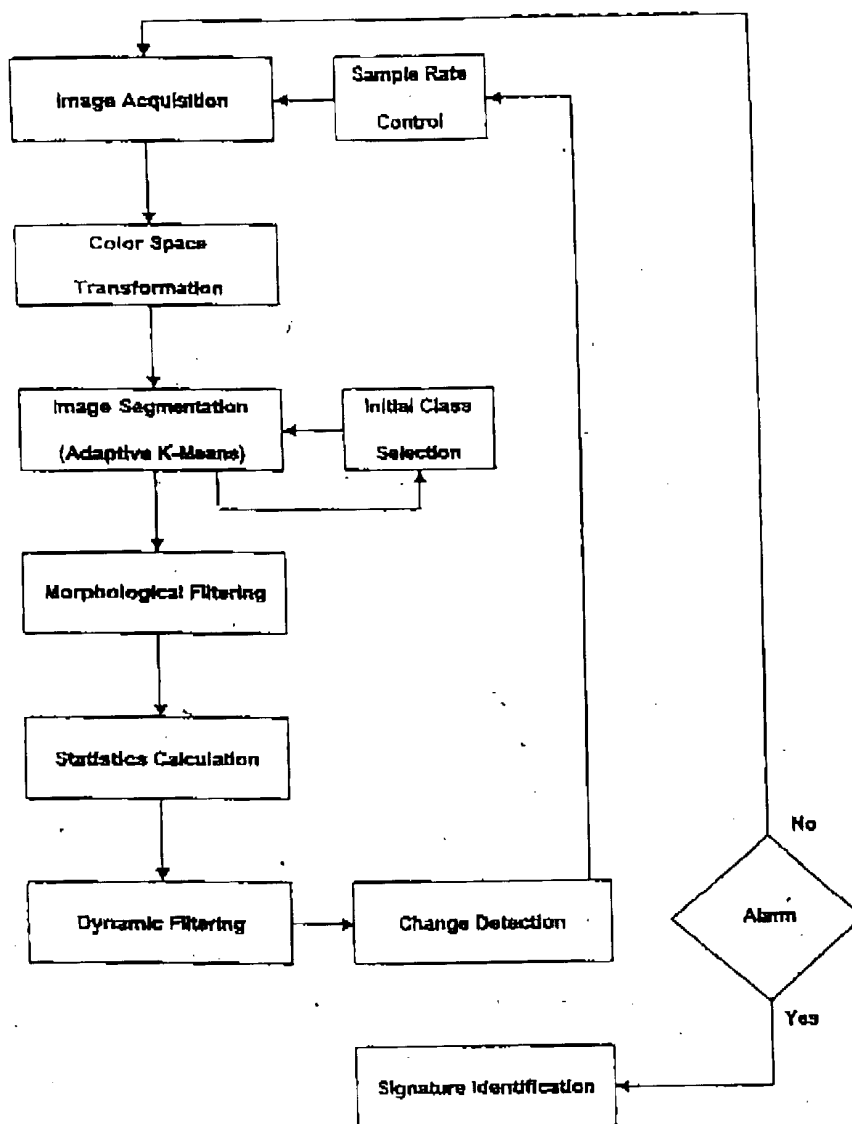 Image Acquisition
Sample Rate
Control
Color Space
Transformation
Image Segmentation
(Adaptive K-Means)
Initial Class
Selection
Morphological Filtering
Statistics Calculation
No
Dynamic Filtering
Change Detection
Alarm
Yes
Signature Identification